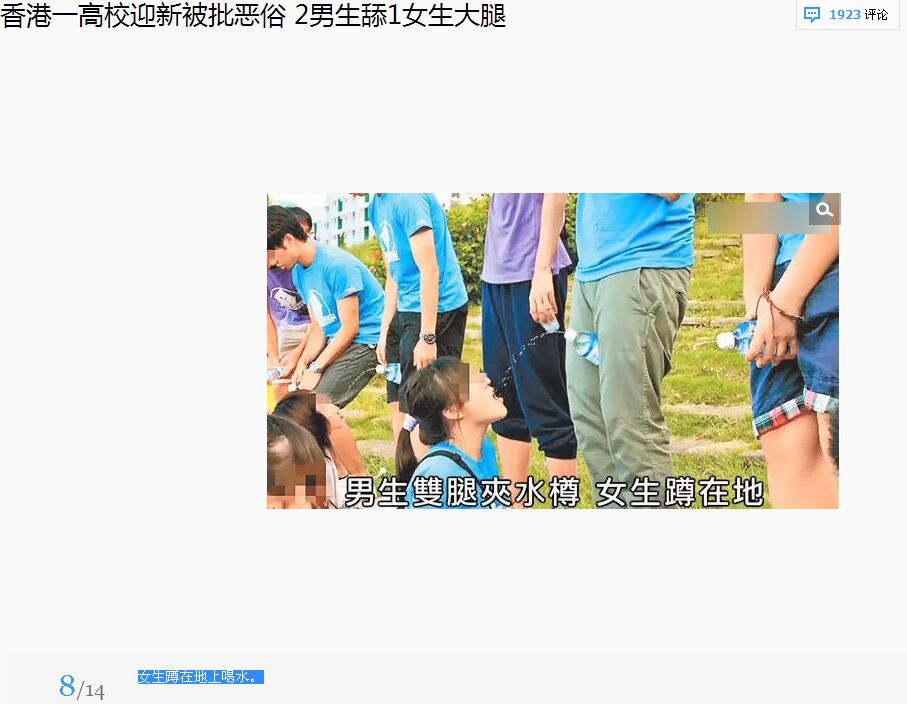 香港一高校迎新被批恶俗 2男生舔1女生大腿
1923 评论
男生雙腿夾水樽 女生蹲在地
8/14
女生蹲在地上喝水。